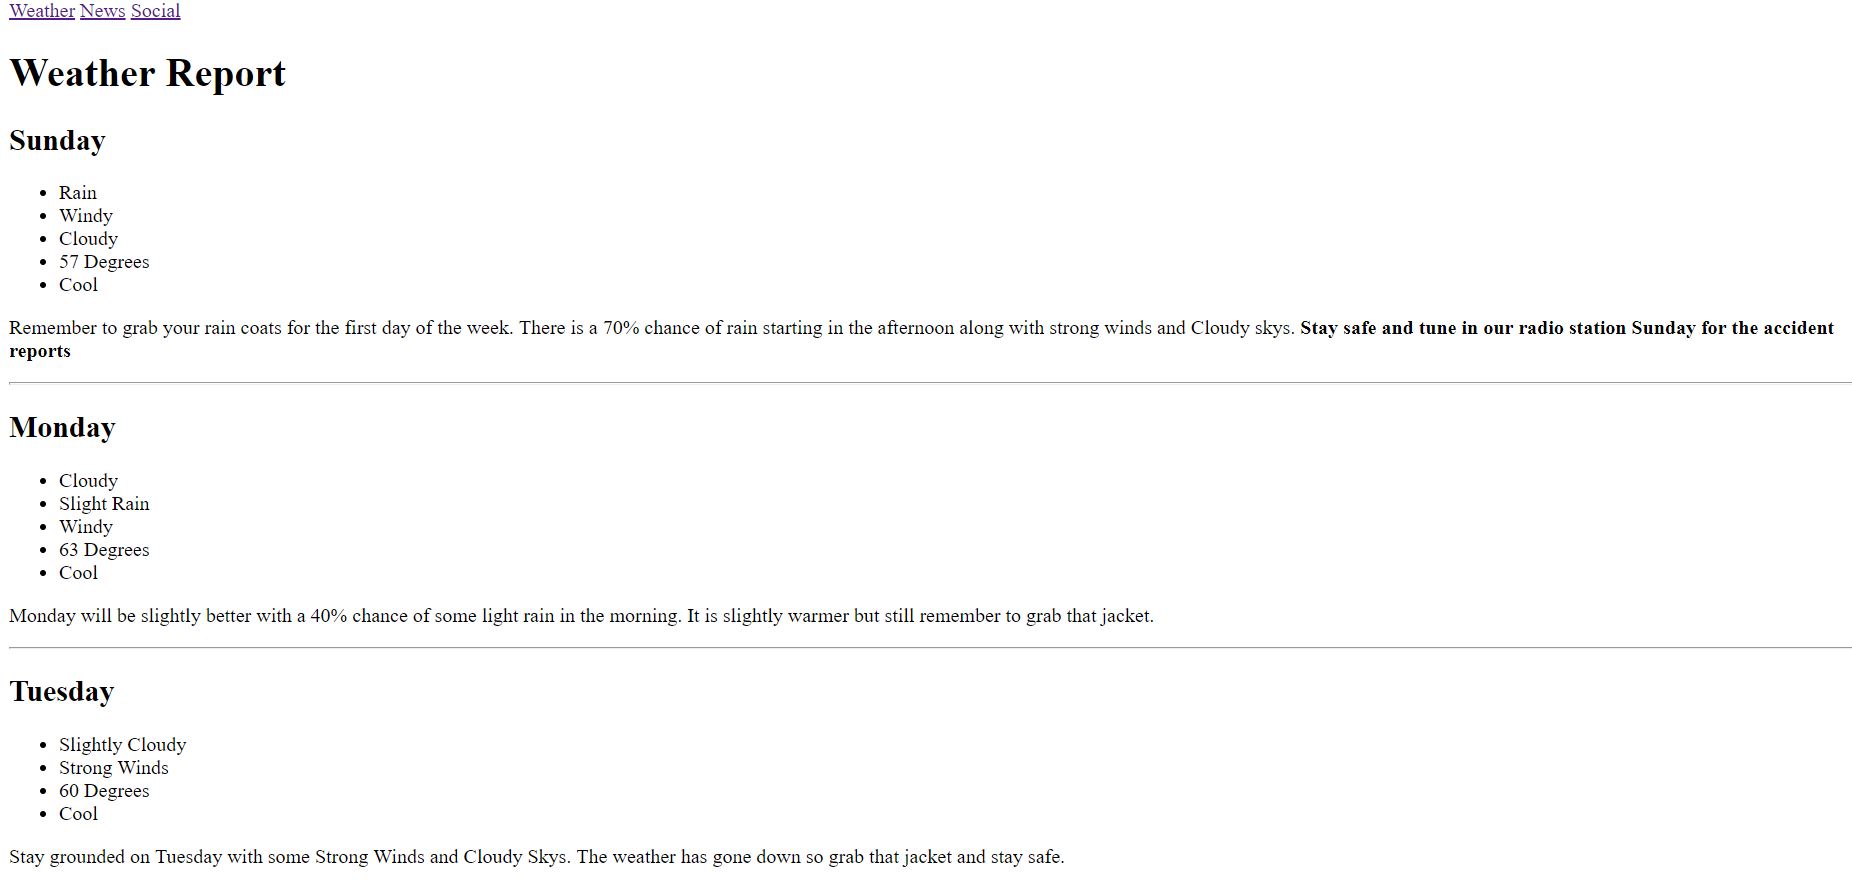 Weather News Social
Weather Report
Sunday
Rain
Windy
Cloudy
57 Degrees
Cool
Remember to grab your rain coats for the first day of the week. There is a 70% chance of rain starting in the afternoon along with strong winds and Cloudy skys. Stay safe and tune in our radio station Sunday for the accident
reports
Monday
Cloudy
Slight Rain
Windy
63 Degrees
Cool
Monday will be slightly better with a 40% chance of some light rain in the morning. It is slightly warmer but still remember to grab that jacket.
Tuesday
Slightly Cloudy
Strong Winds
60 Degrees
Cool
Stay grounded on Tuesday with some Strong Winds and Cloudy Skys. The weather has gone down so grab that jacket and stay safe.